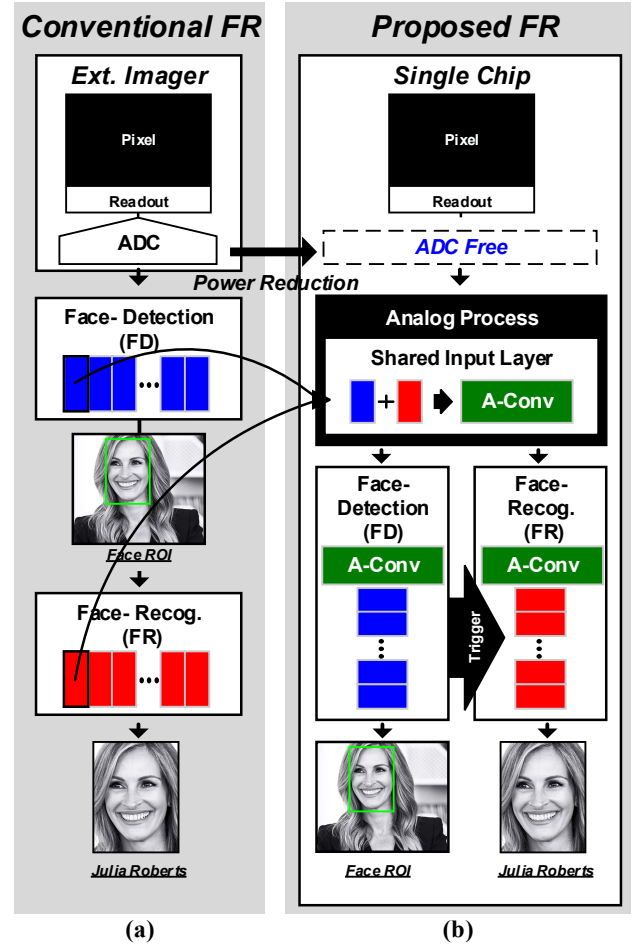 Conventional FR
Ext. Imager
Pixel
Readout
ADC
Power Reduction
Face- Detection
(FD)
Face ROI
Face- Recog.
(FR)
Julia Roberts
(a)
Proposed FR
Single Chip
Pixel
Readout
ADC Free
Analog Process
Shared Input Layer
+
A-Conv
Face-
Detection
(FD)
A-Conv
Trigger
Face-
Recog.
(FR)
A-Conv
Face ROI
Julia Roberts
(b)